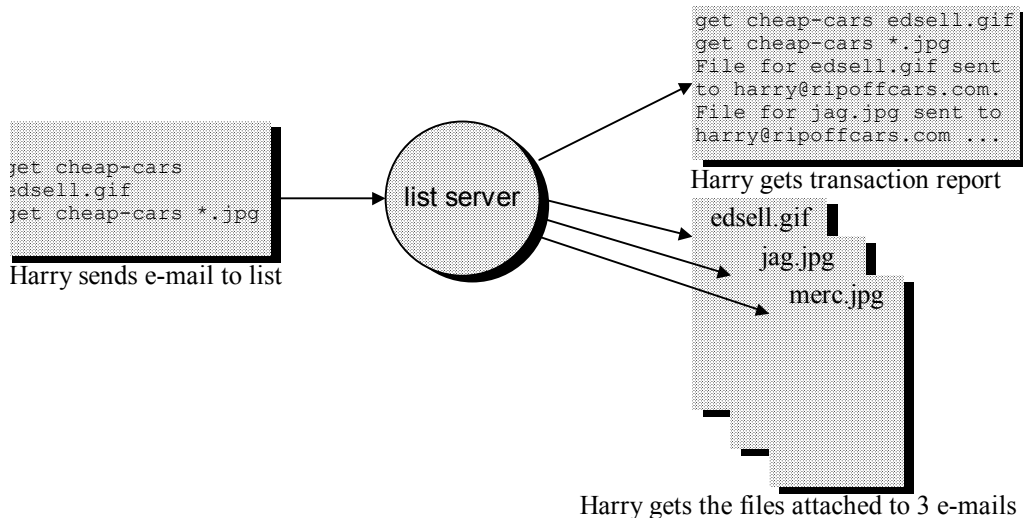 get cheap-cars
edsell.gif
get cheap-cars *.jpg
Harry sends e-mail to list
list server
get cheap-cars edsell.gif
get cheap-cars *.jpg
File for edsell.gif sent
to harry@ripoffcars.com.
File for jag.jpg sent to
harry@ripoffcars.com ...
Harry gets transaction report
edsell.gif
jag.jpg
merc.jpg
Harry gets the files attached to 3 e-mails